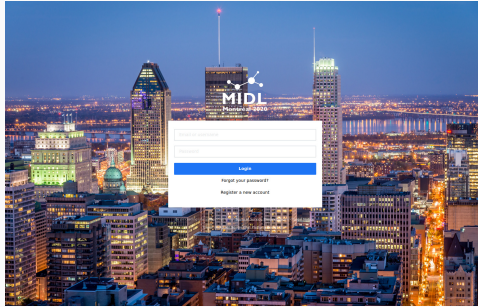 MIDL
Montréal 2020
Login
Forgot your password?
Register a new account